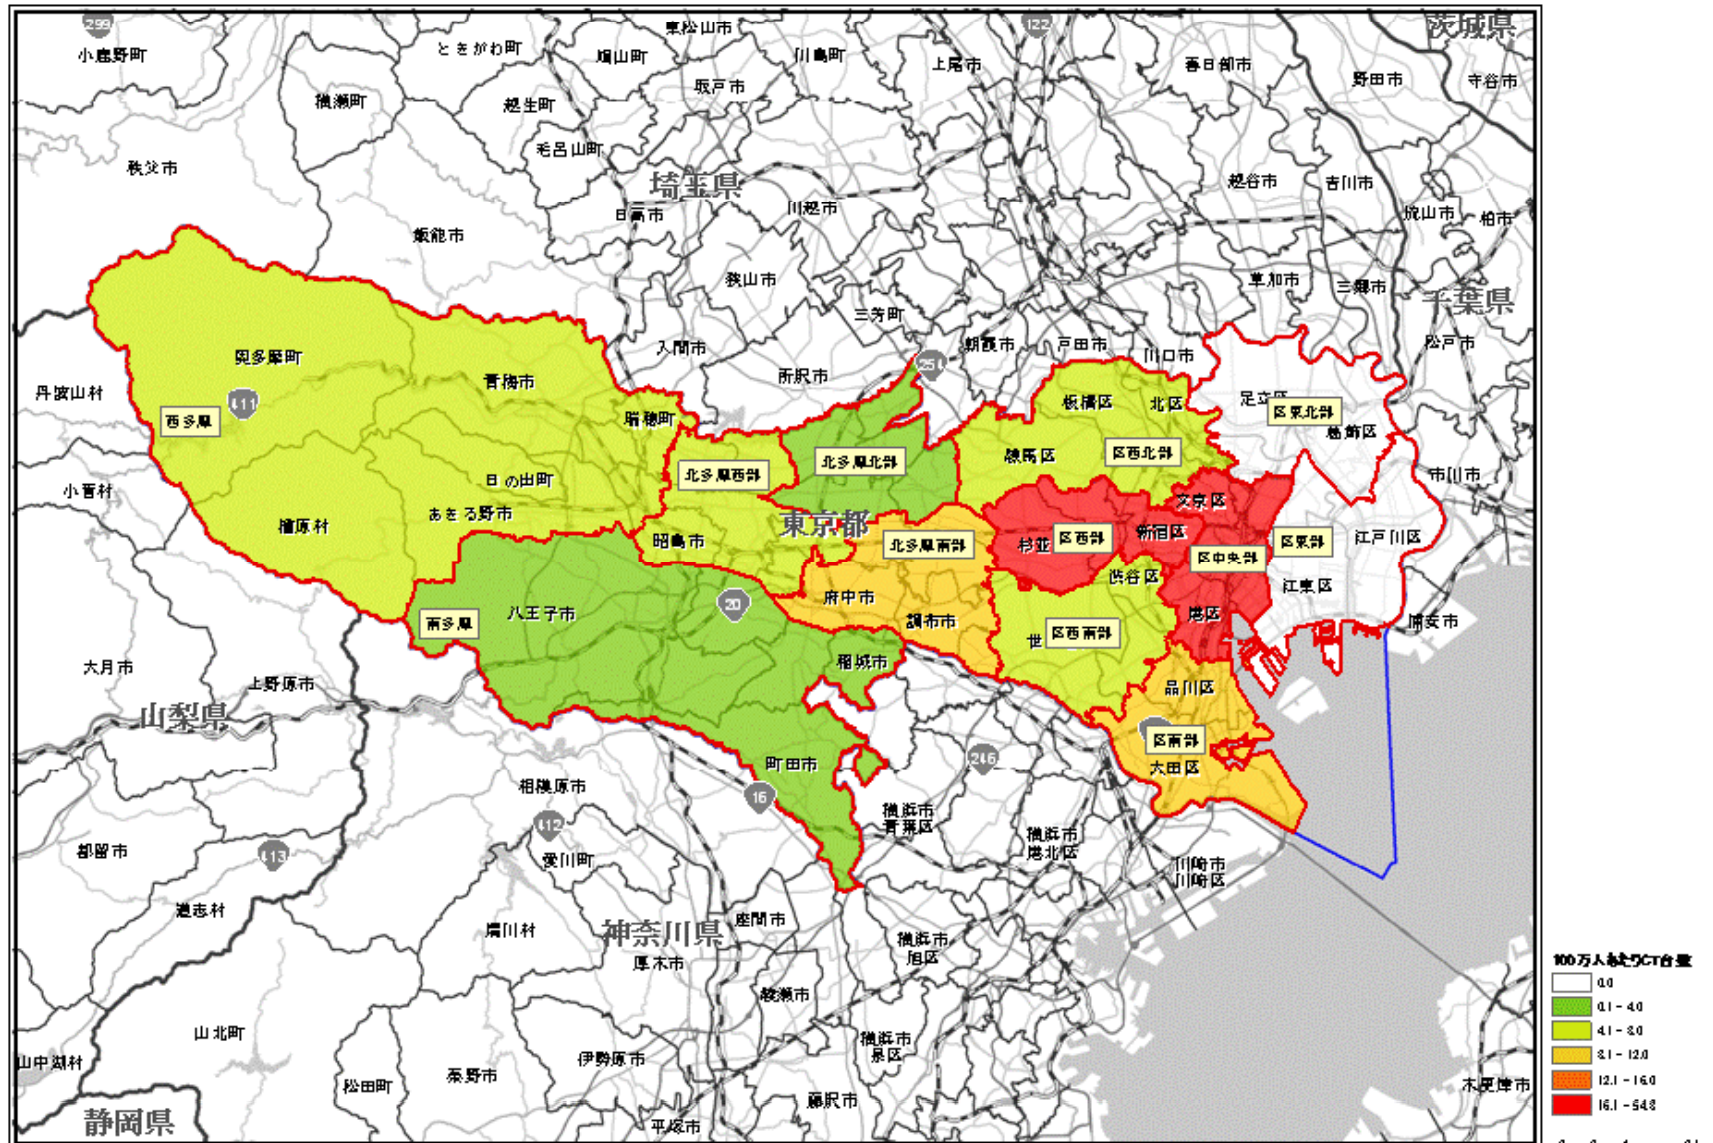 299
小鹿野町
ときがわ町
東松山市
鳩山町
川島町
122
上尾市
春日部市
茨城県
野田市
守谷市
横瀬町
越生町
坂戸市
毛呂山町
秩父市
埼玉県
日高市
川越市
越谷市
吉川市
流山市
柏市
飯能市
狭山市
三芳町
草加市
三郷市
千葉県
入間市
所沢市
254
朝霞市
戸田市
川口市
松戸市
奥多摩町
青梅市
丹波山村
411
西多摩
瑞穂町
板橋区
北区
足立区
区東北部
葛飾区
北多摩西部
北多摩北部
練馬区
区西北部
市川市
小菅村
日の出町
あきる野市
檜原村
昭島市
東京都
北多摩南部
杉並
区西部
新宿区
文京区
区中央部
区東部
江戸川区
江東区
渋谷区
港区
浦安市
南多摩
八王子市
20
府中市
調布市
世
区西南部
稲城市
品川区
大月市
上野原市
山梨県
町田市
246
区南部
大田区
相模原市
16
横浜市
青葉区
412
413
都留市
愛川町
横浜市
港北区
川崎市
川崎区
道志村
清川村
神奈川県
厚木市
座間市
横浜市
旭区
綾瀬市
山北町
山中湖村
松田町
秦野市
伊勢原市
横浜市
泉区
藤沢市
平塚市
静岡県
木更津市
100万人あたりCT台数
0.0
0.1 - 4.0
4.1 - 8.0
8.1 - 12.0
12.1 - 16.0
16.1 - 54.8